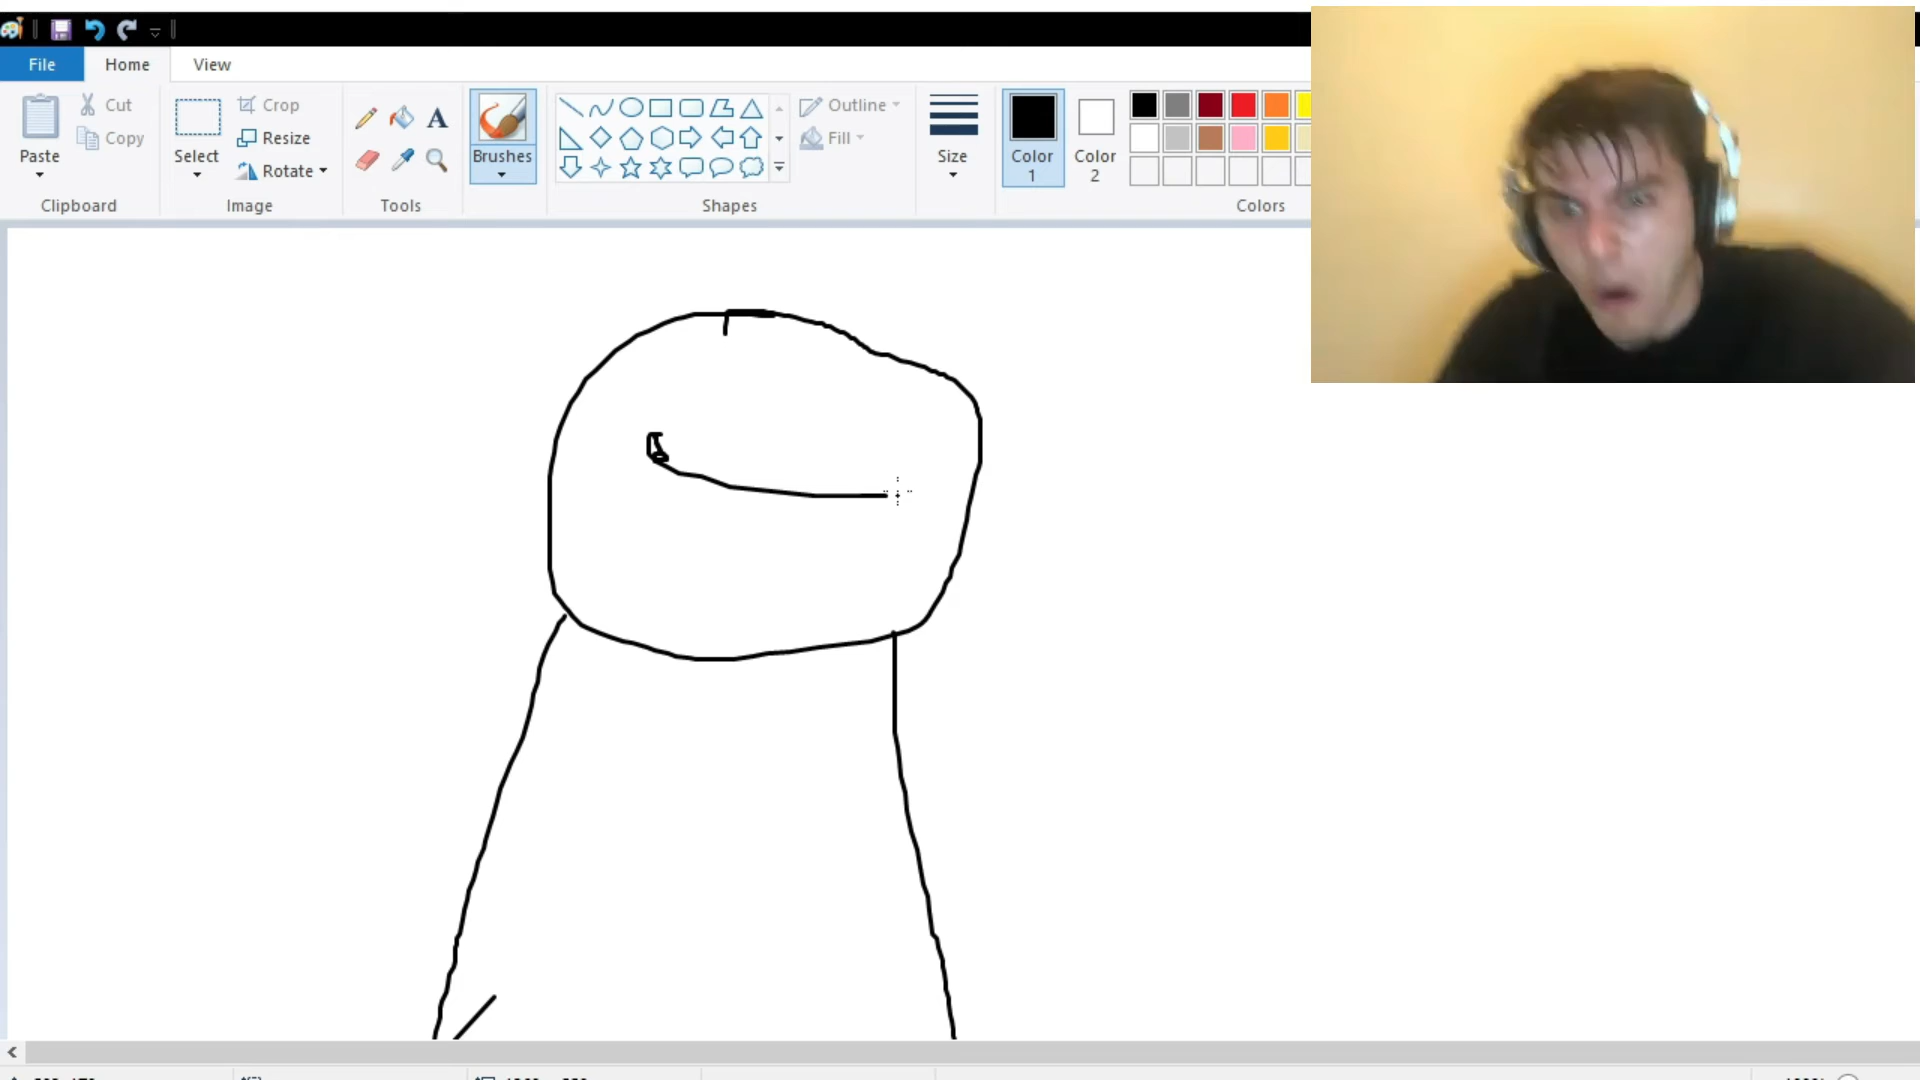 File Home View
Paste
Cut
Copy
Clipboard
Select
Crop
Resize
Rotate
Image
A
Tools
Brushes
Shapes
Outline
Fill
Size
Color 1
Color 2
Colors